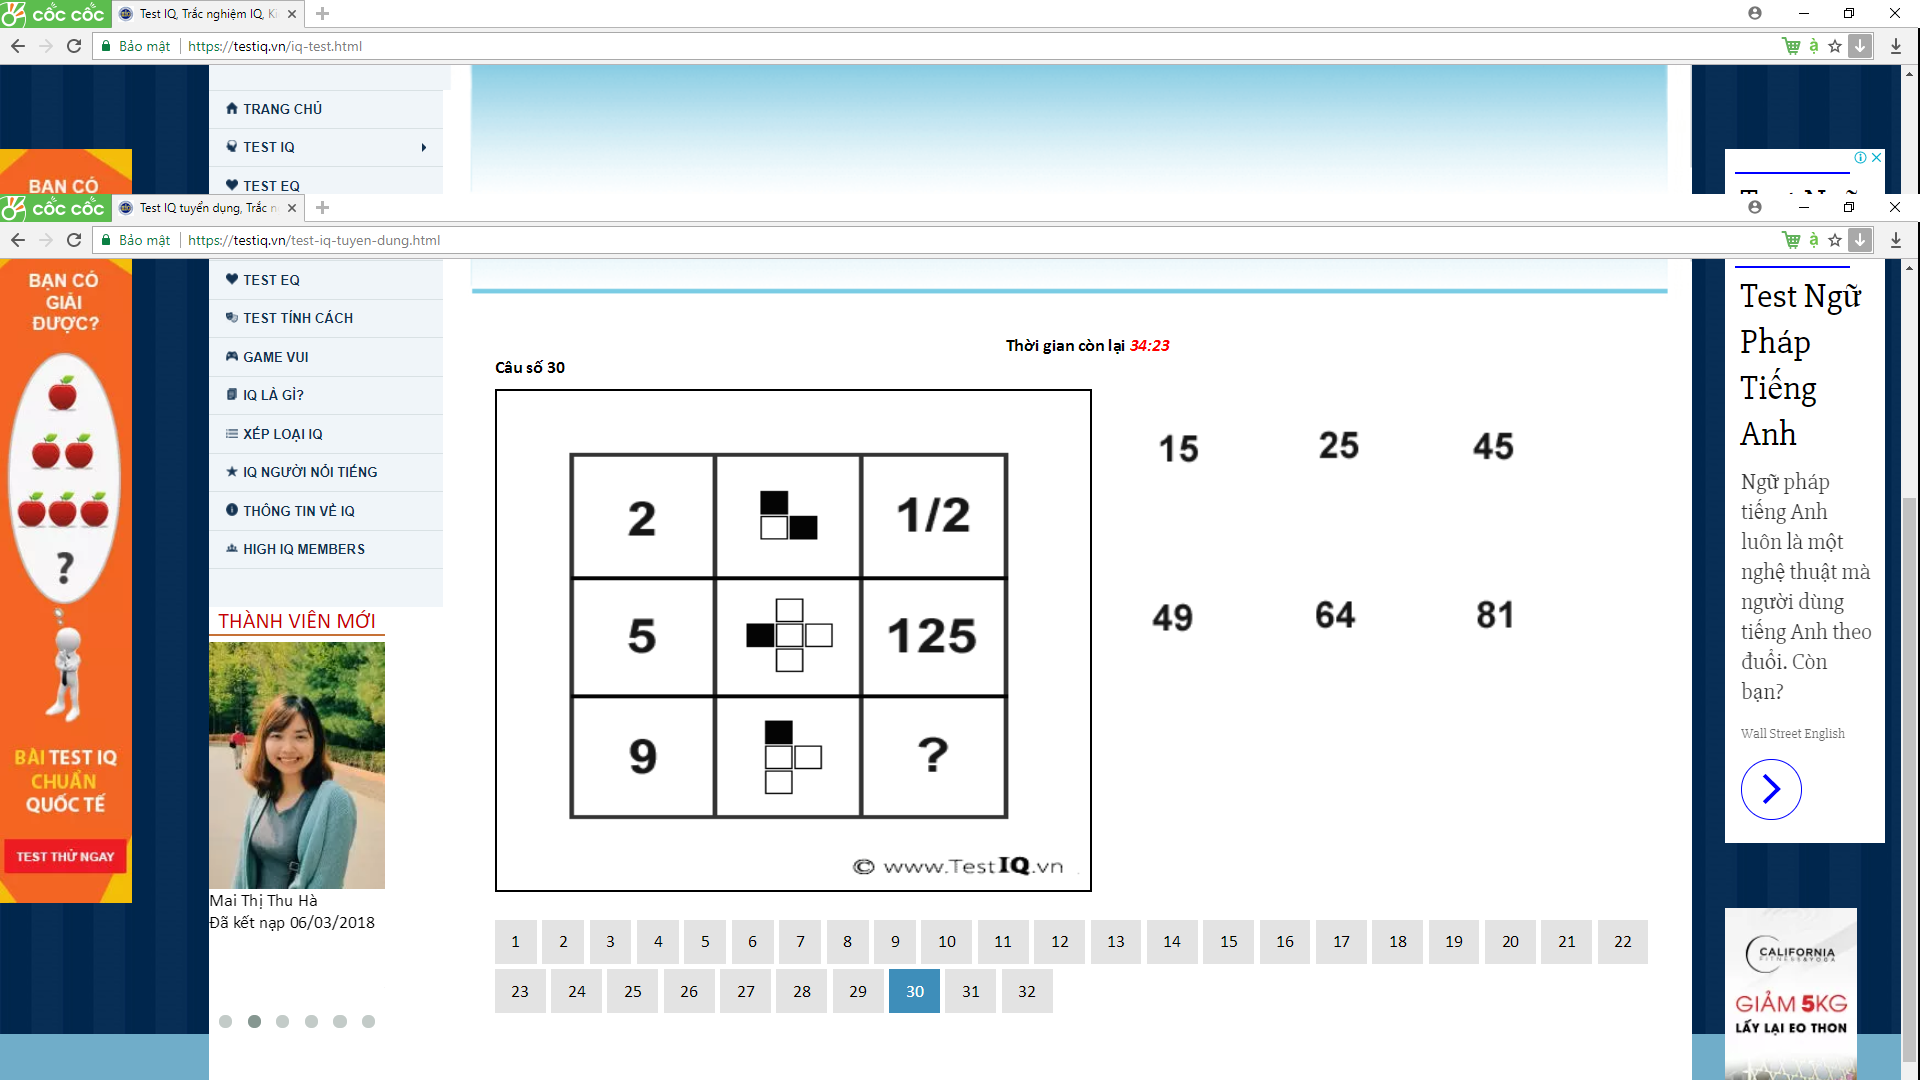 cốc cốc
Test IQ, Trắc nghiệm IQ, Ki
Bảo mật
https://testiq.vn/iq-test.html
TRANG CHỦ
TEST IQ
TEST EQ
BẠN CÓ
cốc cốc
Test IQ tuyển dụng, Trắc n
Bảo mật
https://testiq.vn/test-iq-tuyen-dung.html
BẠN CÓ
GIẢI
ĐƯỢC?
?
BÀI TEST IQ
CHUẨN
QUỐC TẾ
TEST THỬ NGAY
TEST EQ
TEST TÍNH CÁCH
GAME VUI
IQ LÀ GÌ?
XẾP LOẠI IQ
IQ NGƯỜI NỔI TIẾNG
THÔNG TIN VỀ IQ
HIGH IQ MEMBERS
THÀNH VIÊN MỚI
Mai Thị Thu Hà
Đã kết nạp 06/03/2018
Thời gian còn lại 34:23
Câu số 30
2 1/2
5 125
9 ?
© www.TestIQ.vn
15 25 45
49 64 81
1 2 3 4 5 6 7 8 9 10 11 12 13 14 15 16 17 18 19 20 21 22
23 24 25 26 27 28 29 30 31 32
Test Ngữ
Pháp
Tiếng
Anh
Ngữ pháp
tiếng Anh
luôn là một
nghệ thuật mà
người dùng
tiếng Anh theo
đuổi. Còn
bạn?
Wall Street English
CALIFORNIA
FITNESS & YOGA
GIẢM 5KG
LẤY LẠI EO THON